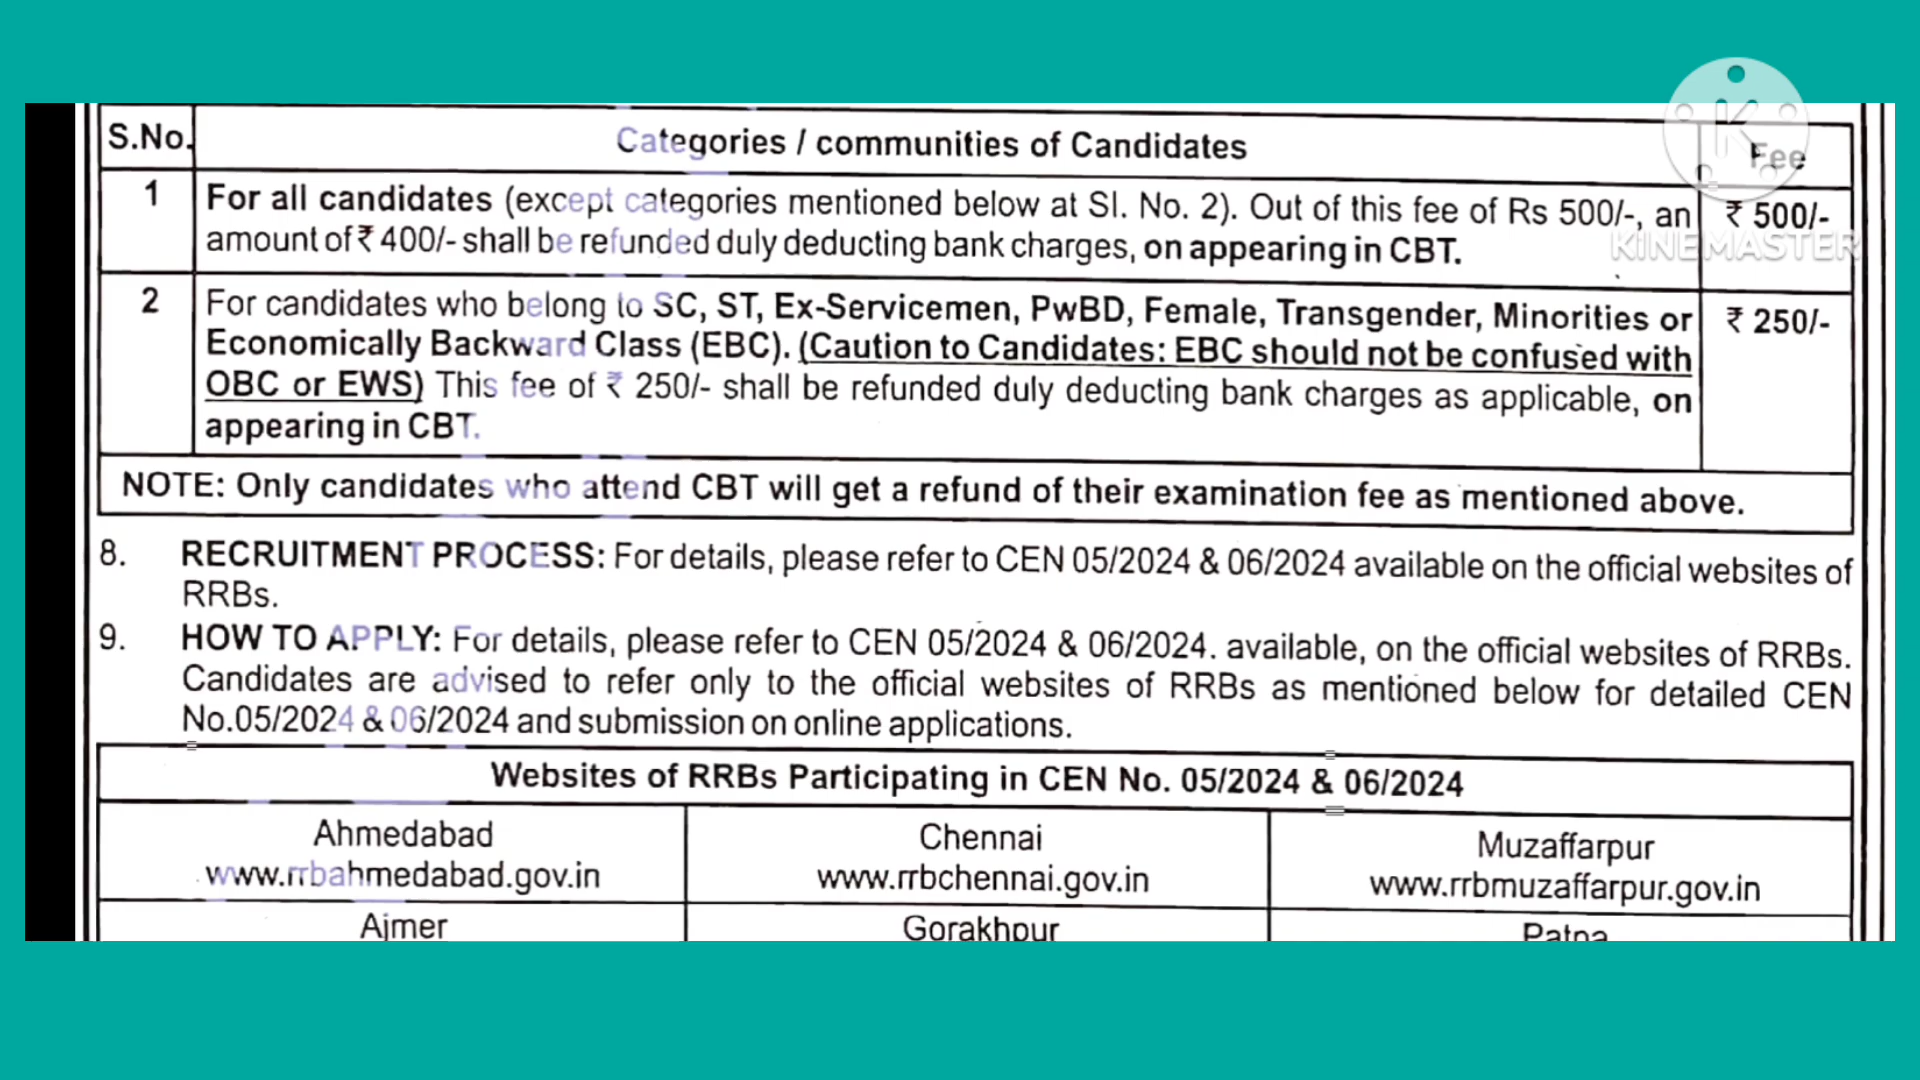 S.No.
Categories / communities of Candidates
Fee
1
For all candidates (except categories mentioned below at Sl. No. 2). Out of this fee of Rs 500/-, an
amount of ₹ 400/- shall be refunded duly deducting bank charges, on appearing in CBT.
₹ 500/-
KINEMASTER
2
For candidates who belong to SC, ST, Ex-Servicemen, PwBD, Female, Transgender, Minorities or
Economically Backward Class (EBC). (Caution to Candidates: EBC should not be confused with
OBC or EWS) This fee of ₹ 250/- shall be refunded duly deducting bank charges as applicable, on
appearing in CBT.
₹ 250/-
NOTE: Only candidates who attend CBT will get a refund of their examination fee as mentioned above.
8. RECRUITMENT PROCESS: For details, please refer to CEN 05/2024 & 06/2024 available on the official websites of
RRBs.
9. HOW TO APPLY: For details, please refer to CEN 05/2024 & 06/2024. available, on the official websites of RRBs.
Candidates are advised to refer only to the official websites of RRBs as mentioned below for detailed CEN
No.05/2024 & 06/2024 and submission on online applications.
Websites of RRBs Participating in CEN No. 05/2024 & 06/2024
Ahmedabad
www.rrbahmedabad.gov.in
Chennai
www.rrbchennai.gov.in
Muzaffarpur
www.rrbmuzaffarpur.gov.in
Ajmer
Gorakhpur
Patna